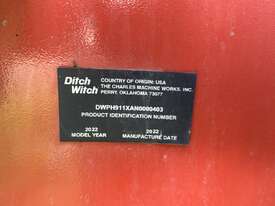 Ditch Witch
COUNTRY OF ORIGIN: USA
THE CHARLES MACHINE WORKS, INC.
PERRY, OKLAHOMA 73077
DWPH911XAN0000403
PRODUCT IDENTIFICATION NUMBER
2022 2022
MODEL YEAR MANUFACTURE DATE